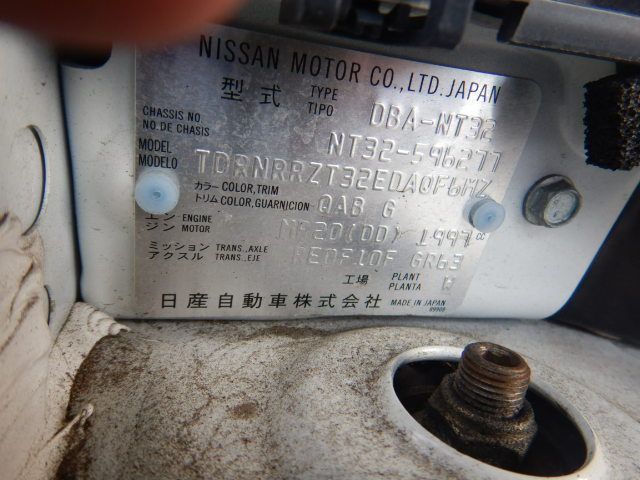 NISSAN MOTOR CO.,LTD.JAPAN
型式 TYPE TIPO DBA-NT32
CHASSIS NO. NO.DE CHASIS NT32-596277
MODEL MODELO
カラー COLOR,TRIM トリム COLOR,GUARNICION QAB G
エンジン ENGINE MOTOR MR20(DD) 1997 CC
ミッション アクスル TRANS.,AXLE TRANS.,EJE RE0F10F GR63
工場 PLANT PLANTA
日産自動車株式会社 MADE IN JAPAN